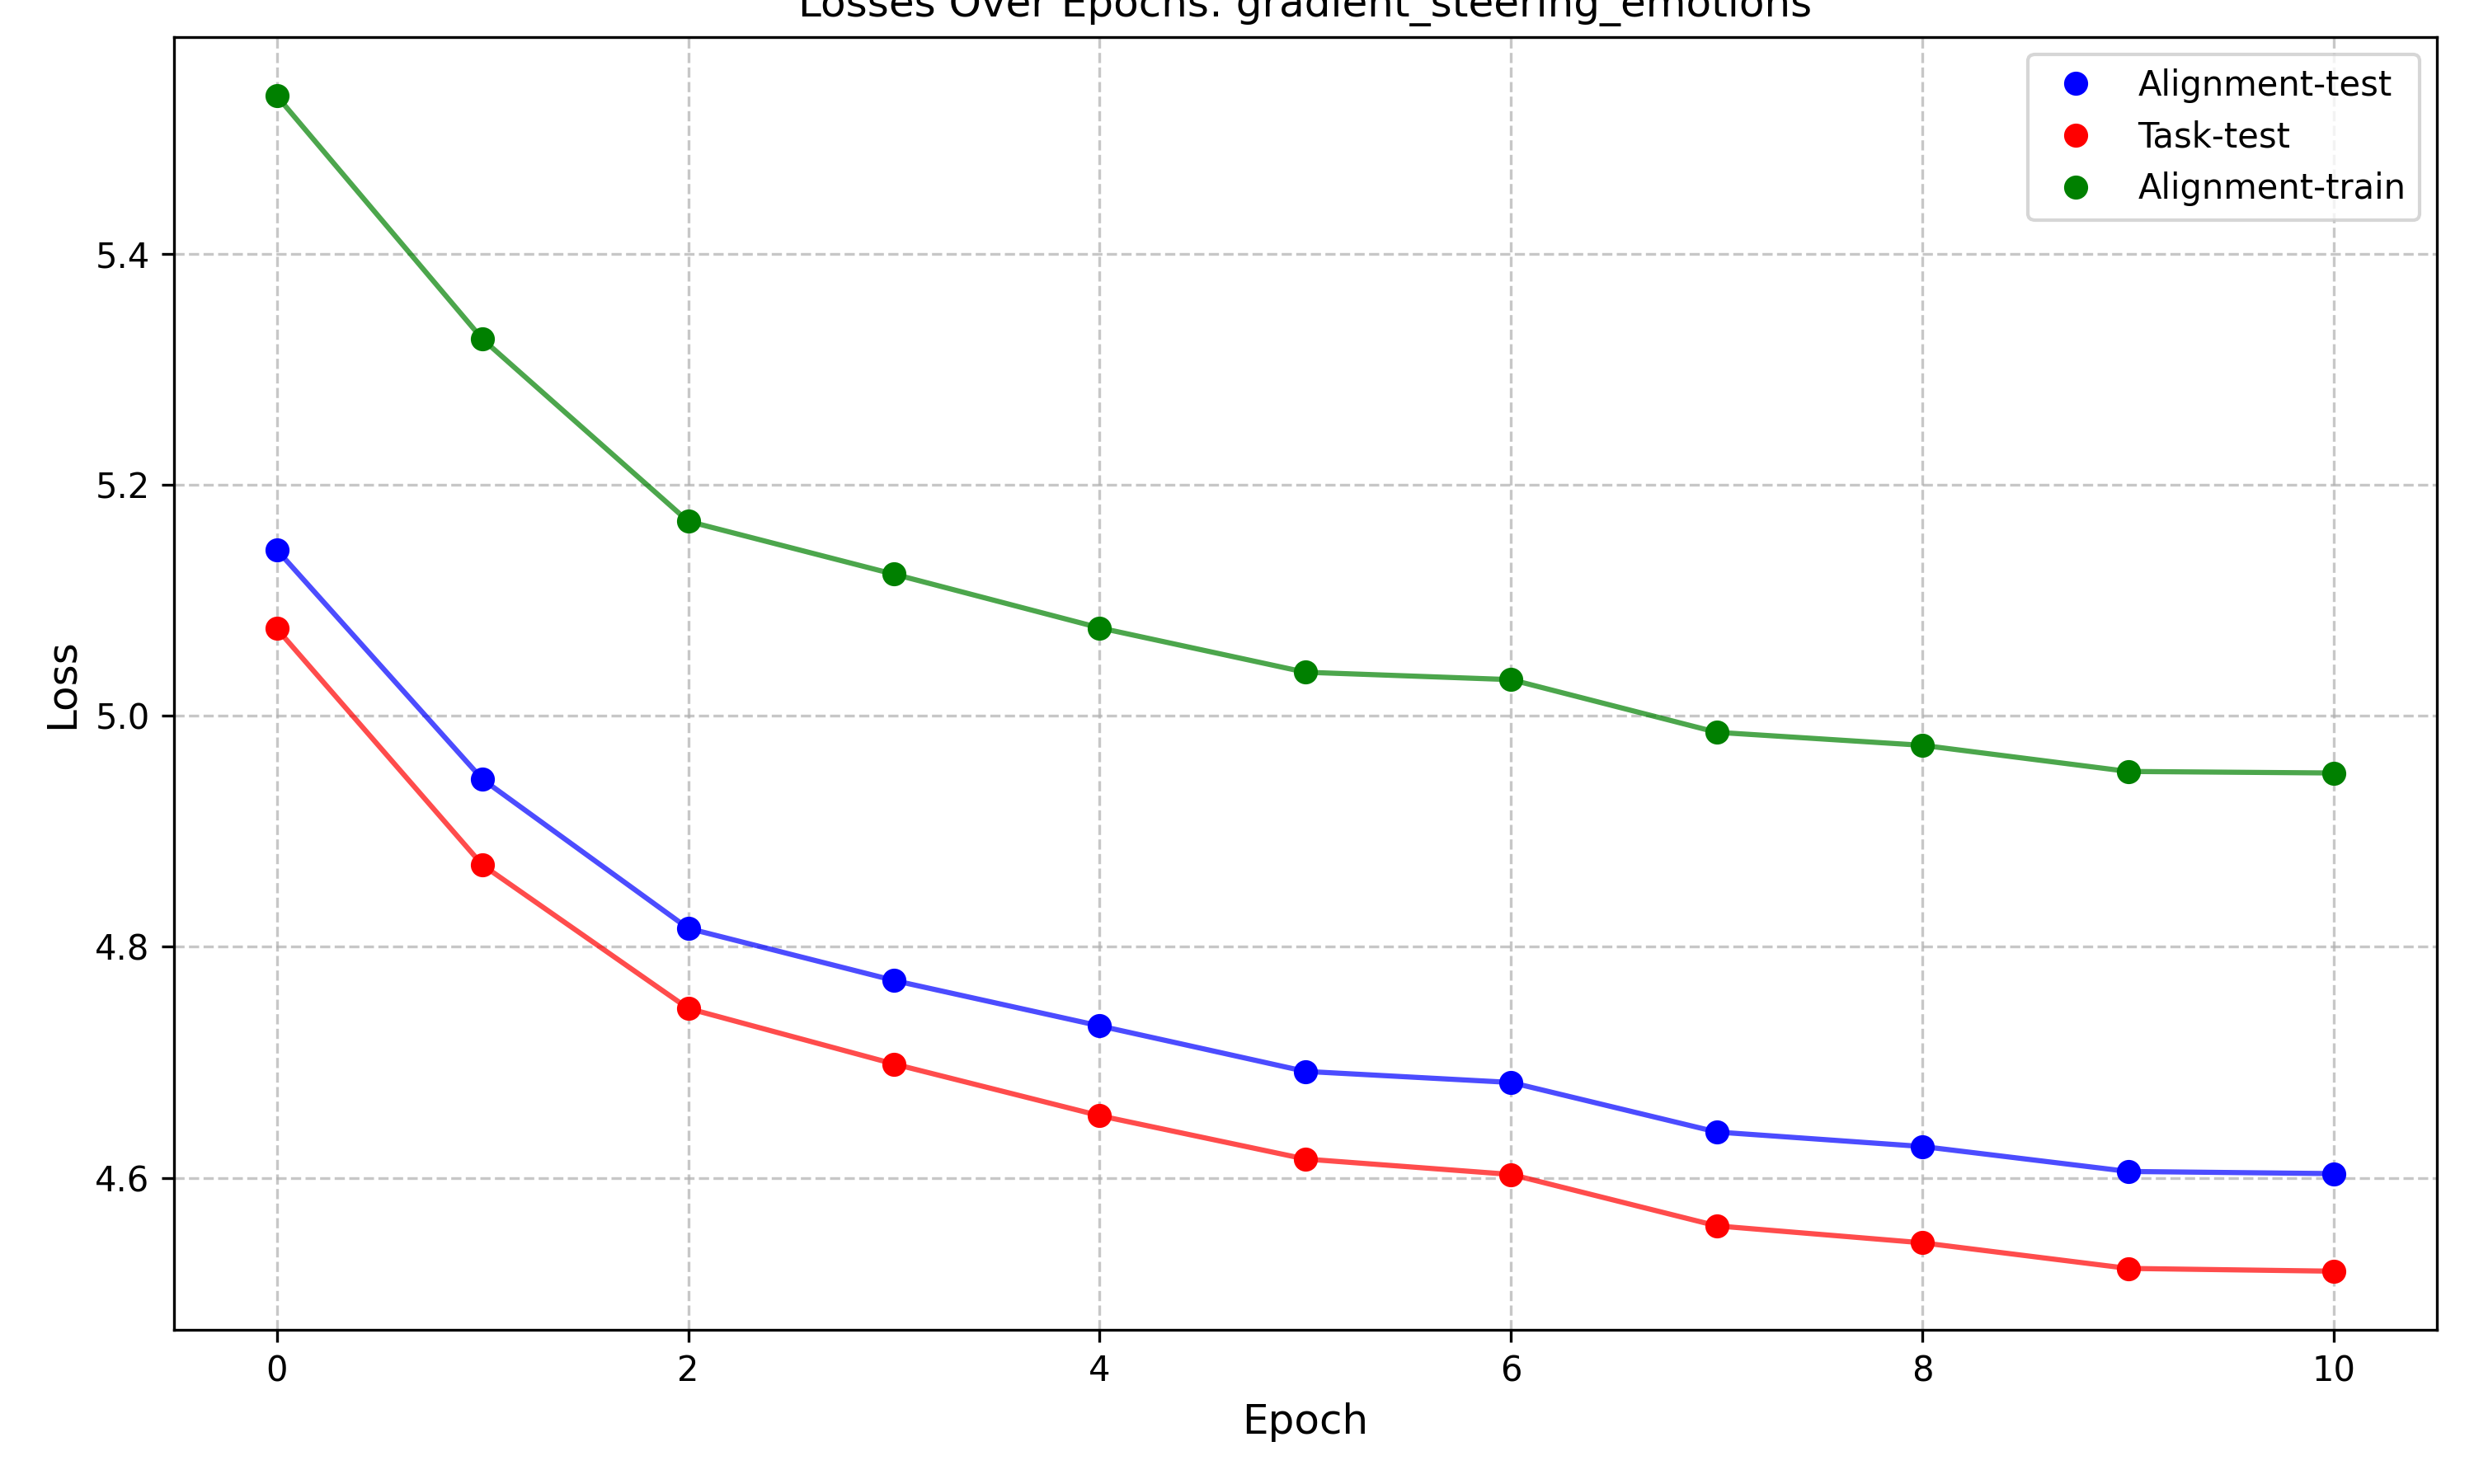 Losses Over Epochs: gradient_steering_emotions
Alignment-test
Task-test
Alignment-train
5.4
5.2
5.0
4.8
4.6
Loss
0 2 4 6 8 10
Epoch